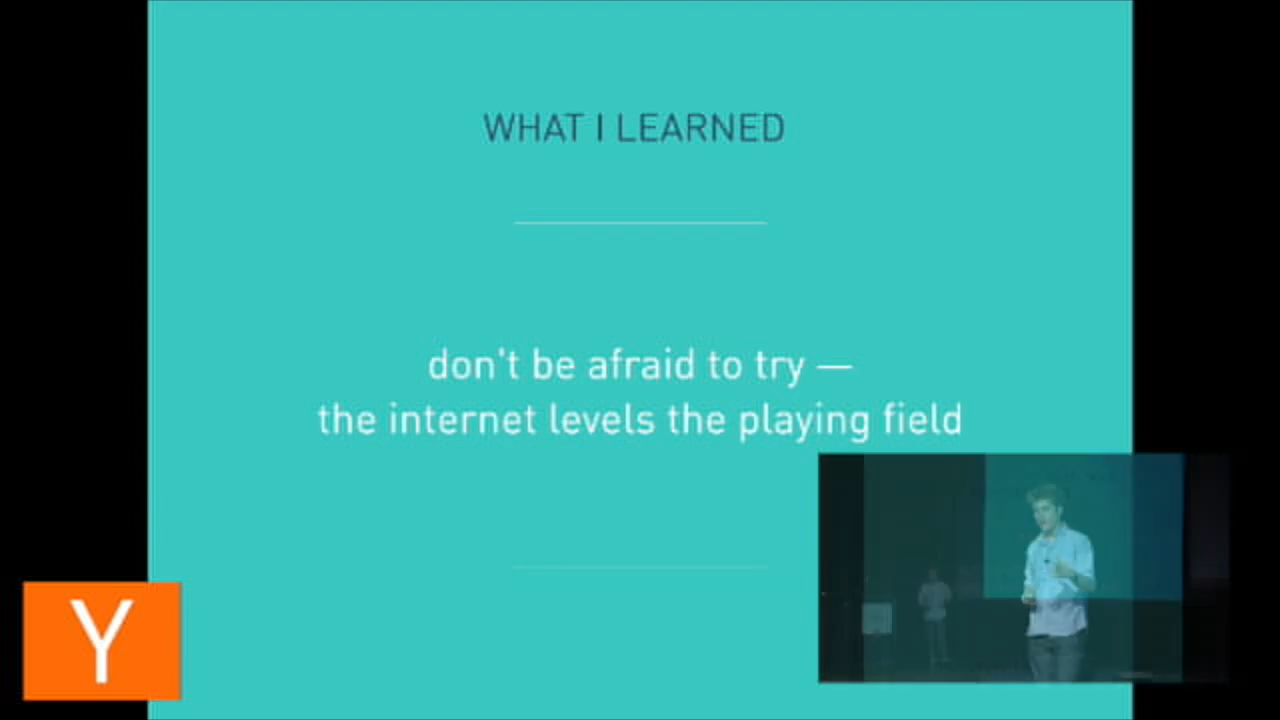 WHAT I LEARNED
don't be afraid to try —
the internet levels the playing field
Y